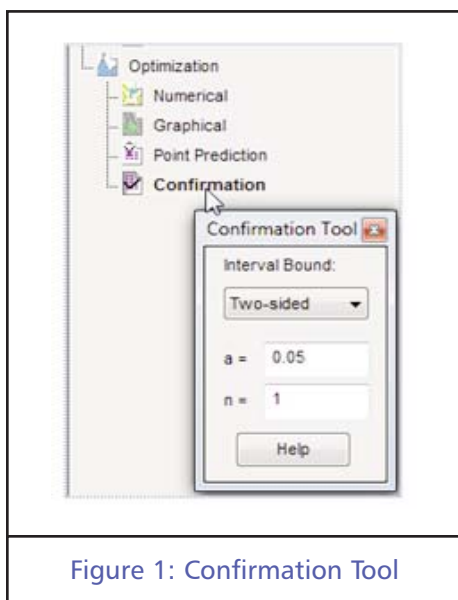 Optimization
Numerical
Graphical
Point Prediction
Confirmation
Confirmation Tool
Interval Bound:
Two-sided
a = 0.05
n = 1
Help
Figure 1: Confirmation Tool